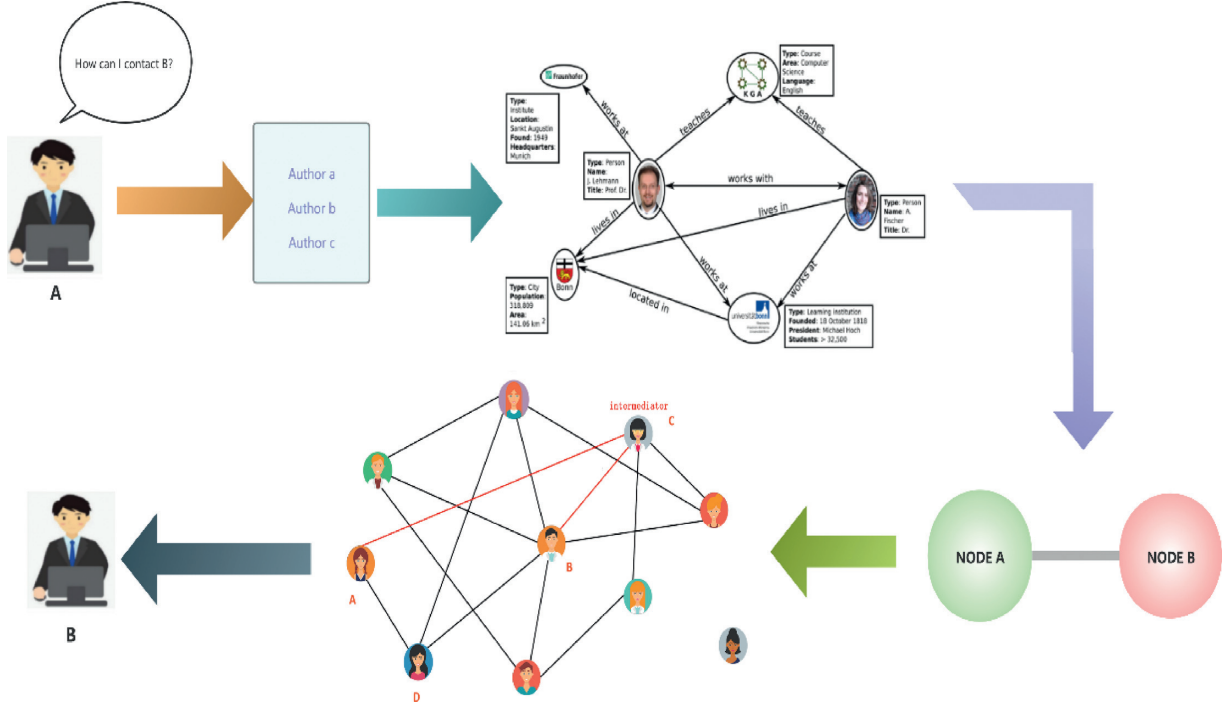 How can I contact B?
A
Author a
Author b
Author c
Fraunhofer
Type:
Institute
Location:
Sankt Augustin
Found: 1949
Headquarters:
Munich
works at
teaches
K G A
Type: Course
Area: Computer
Science
Language:
English
teaches
Type: Person
Name:
J. Lehmann
Title: Prof. Dr.
works with
Type: Person
Name: A.
Fischer
Title: Dr.
lives in
lives in
works at
works at
Bonn
located in
Type: City
Population:
318,809
Area:
141.06 km 2
universitätbonn
Type: Learning Institution
Founded: 18 October 1818
President: Michael Hoch
Students: > 32,500
NODE A
NODE B
intermediator
C
B
A
D
B